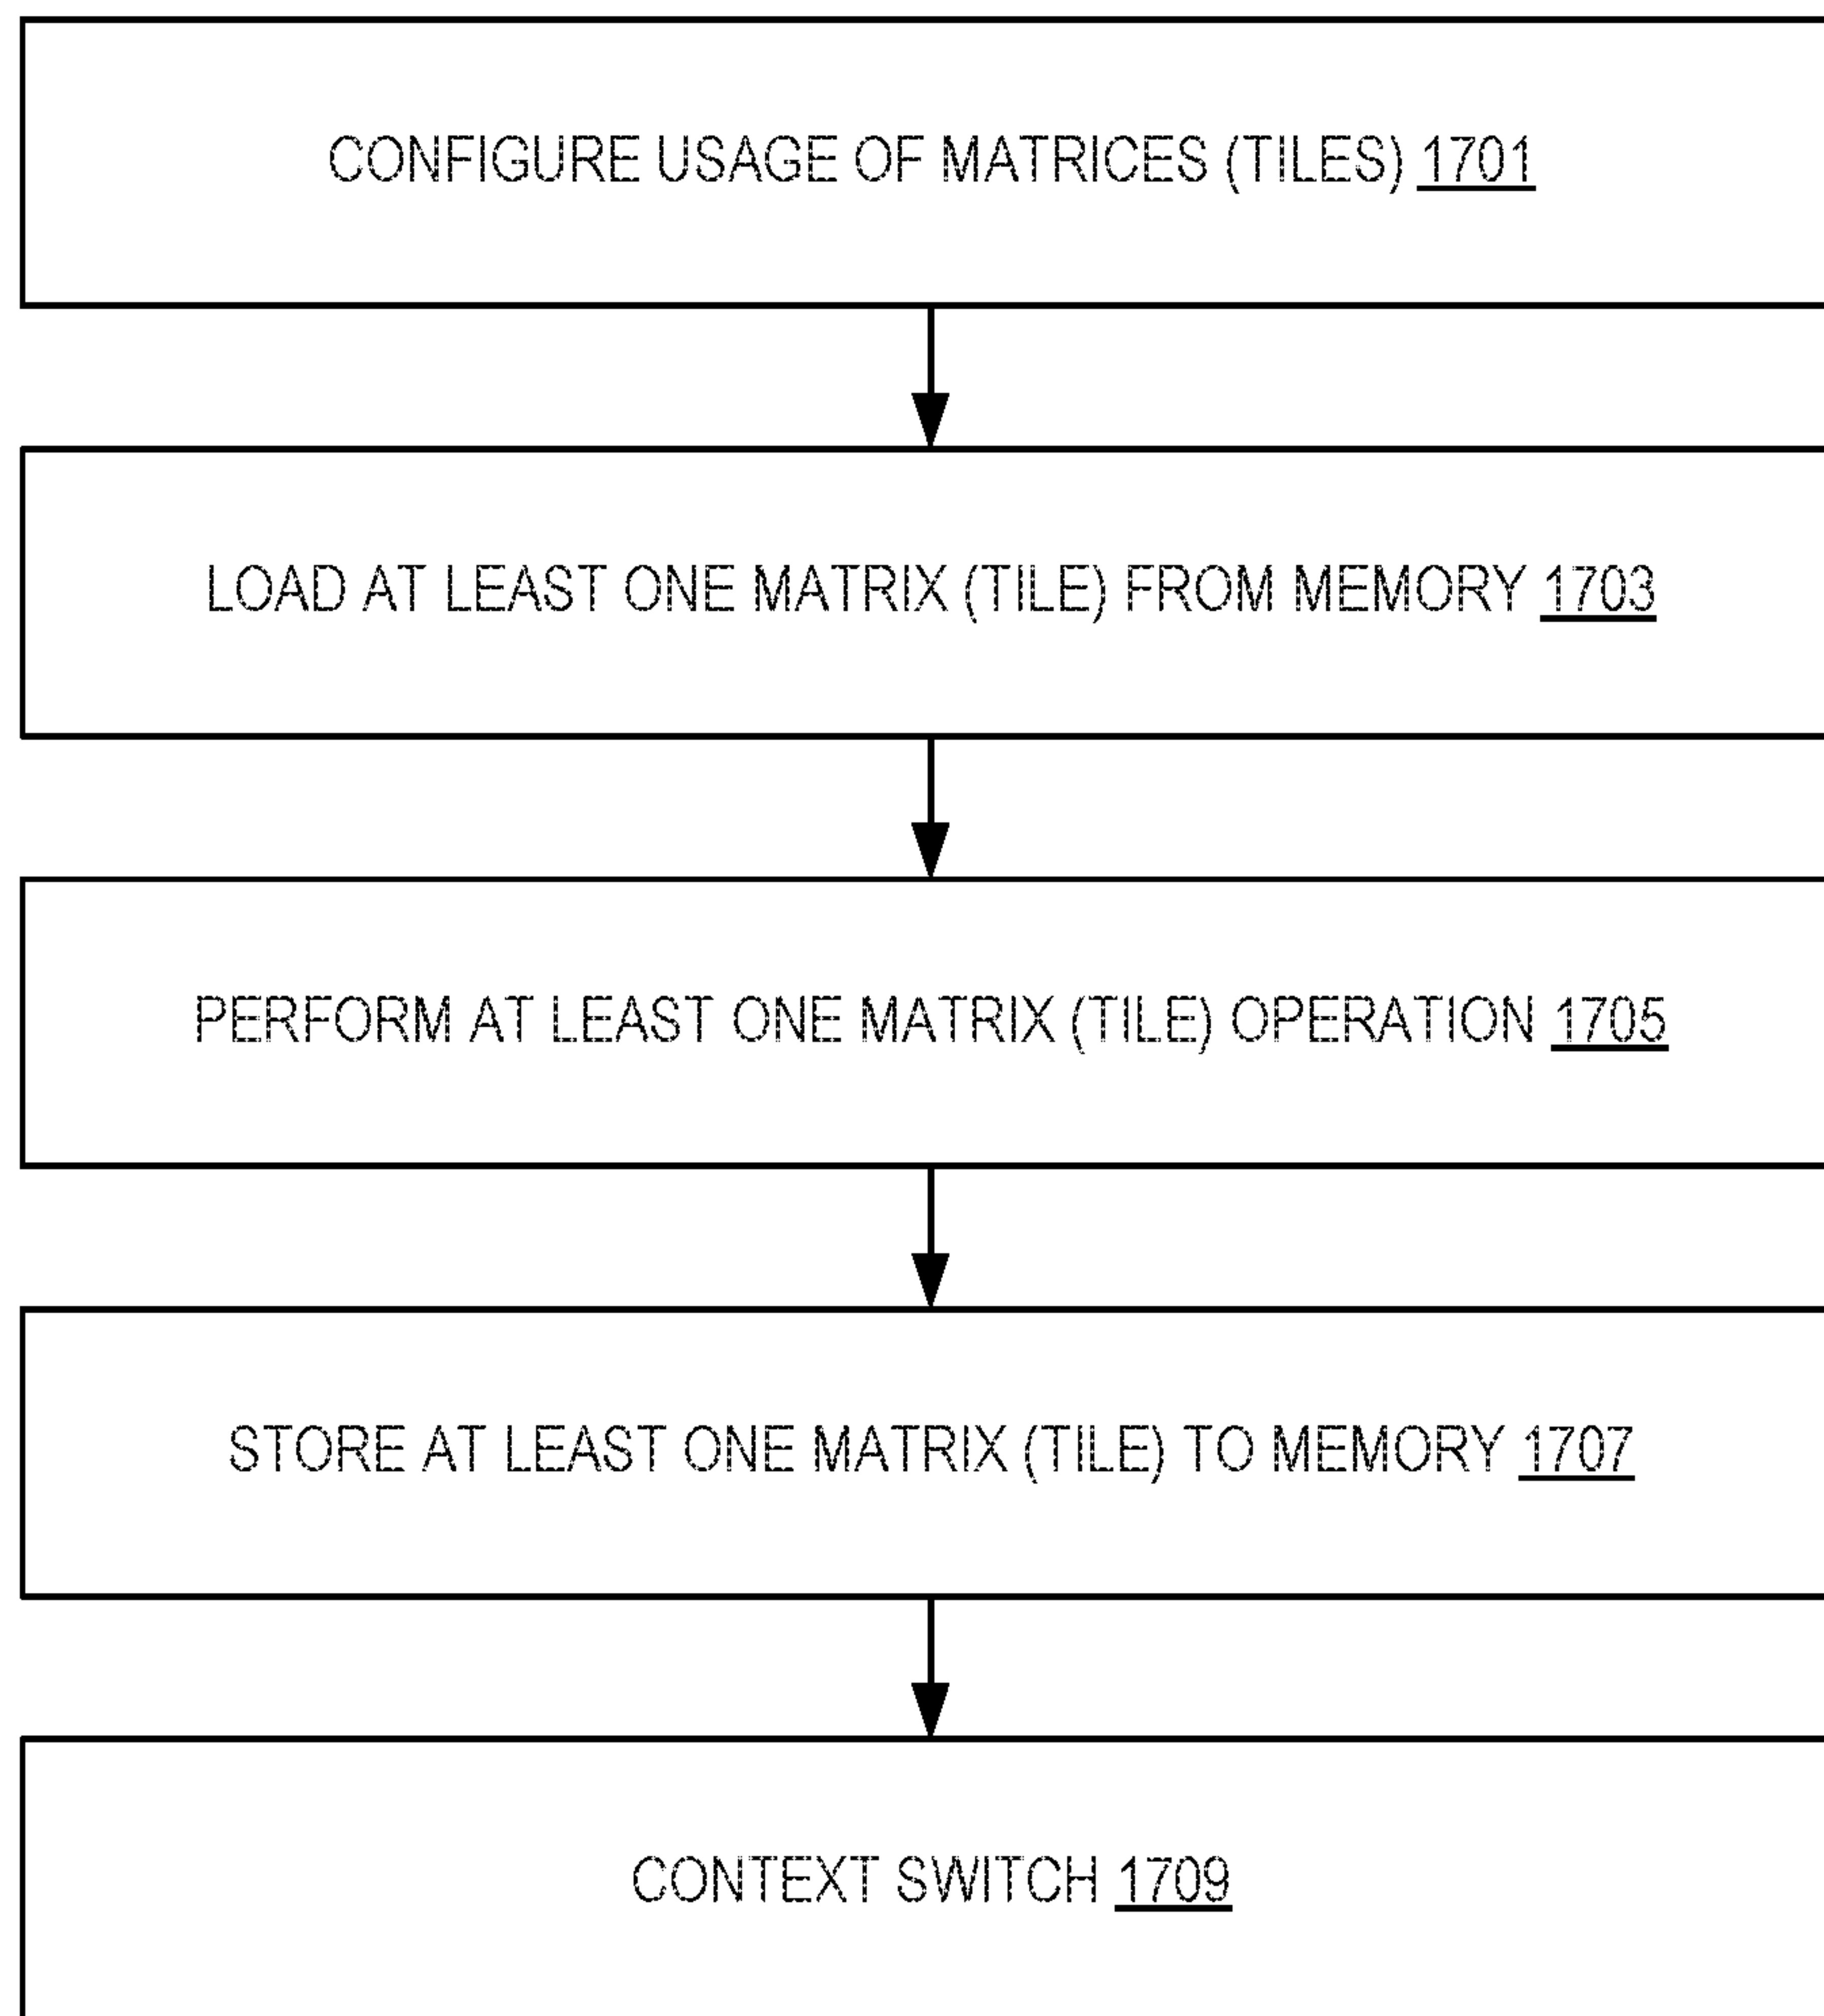 CONFIGURE USAGE OF MATRICES (TILES) 1701
LOAD AT LEAST ONE MATRIX (TILE) FROM MEMORY 1703
PERFORM AT LEAST ONE MATRIX (TILE) OPERATION 1705
STORE AT LEAST ONE MATRIX (TILE) TO MEMORY 1707
CONTEXT SWITCH 1709